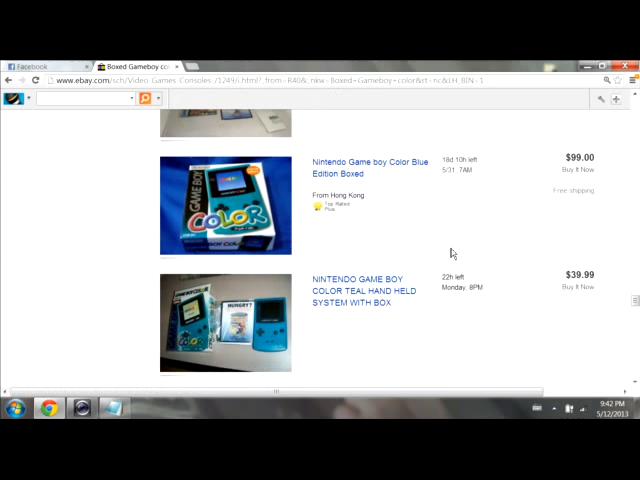 Facebook
Boxed Gameboy co
www.ebay.com/sch/Video-Games-Consoles-/1249/i.html?_from=R40&_nkw=Boxed+Gameboy+color&rt=nc&LH_BIN=1
Nintendo Game boy Color Blue
Edition Boxed
18d 10h left
5/31 7AM
$99.00
Buy It Now
Free shipping
From Hong Kong
Top Rated
Plus
GAME BOY
COLOR
NINTENDO GAME BOY
COLOR TEAL HAND HELD
SYSTEM WITH BOX
22h left
Monday, 8PM
$39.99
Buy It Now
HUNGRY?
COLOR
9:42 PM
5/12/2013